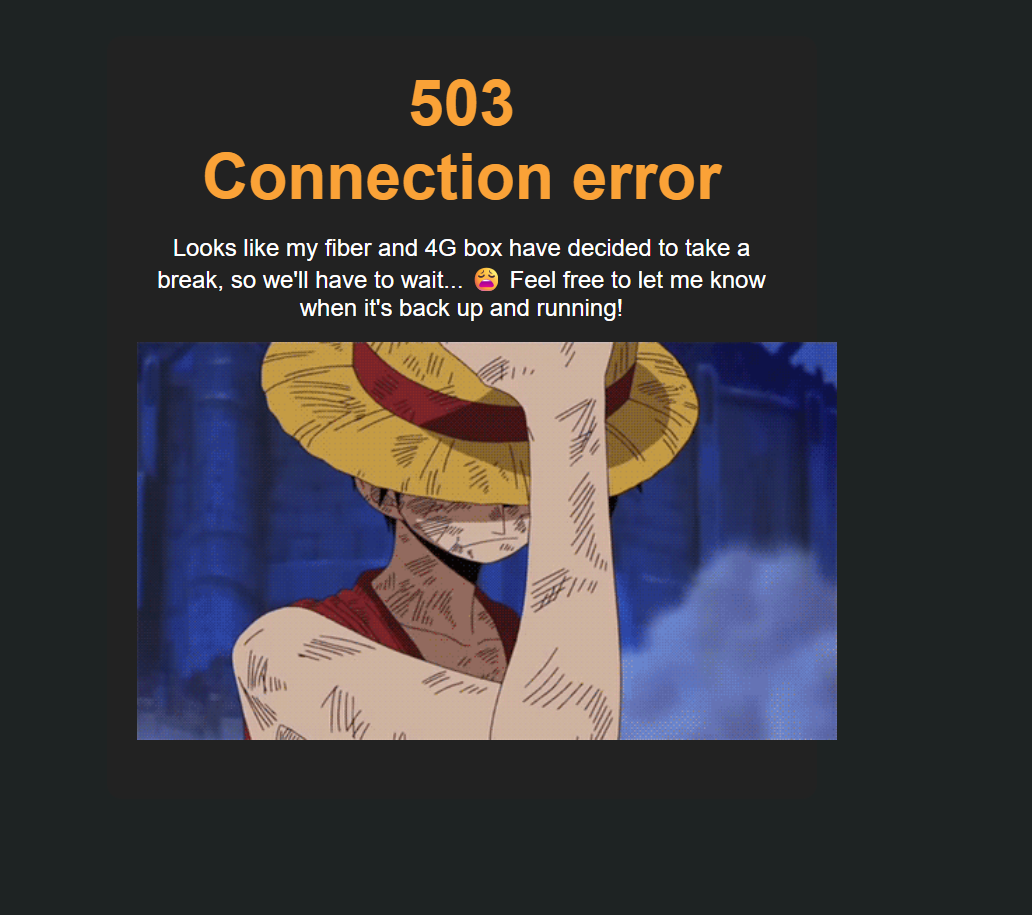 503
Connection error
Looks like my fiber and 4G box have decided to take a
break, so we'll have to wait... 😩 Feel free to let me know
when it's back up and running!